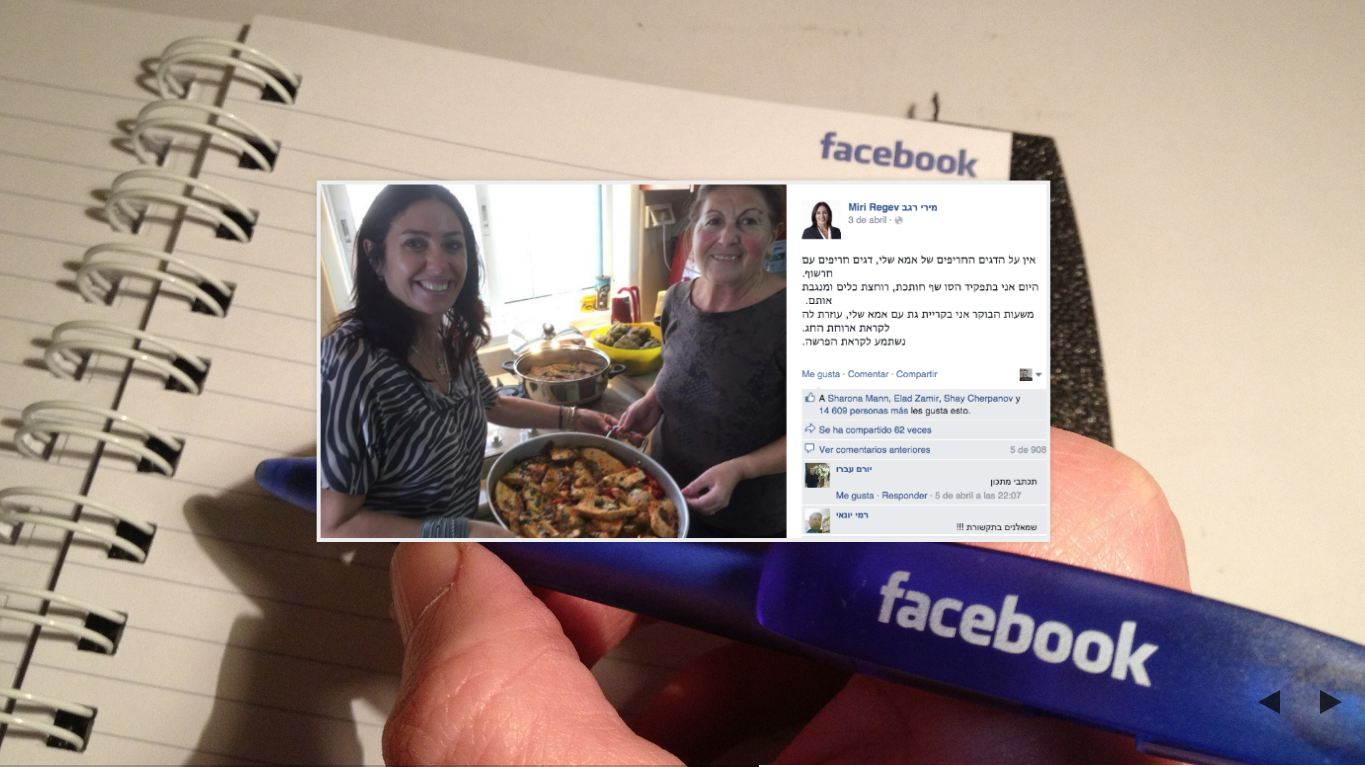 facebook
Miri Regev מירי רגב
3 de abril ·
אין על הדגים החריפים של אמא שלי, דגים חריפים עם
חרשוף.
היום אני בתפקיד הסו שף חותכת, רוחצת כלים ומנגבת
אותם.
משעות הבוקר אני בקריית גת עם אמא שלי, עוזרת לה
לקראת ארוחת החג.
נשתמע לקראת הפרשה.
Me gusta · Comentar · Compartir
A Sharona Mann, Elad Zamir, Shay Cherpanov y
14 609 personas más les gusta esto.
Se ha compartido 62 veces
Ver comentarios anteriores 5 de 908
יורם עברו
תכתבי מתכון
Me gusta · Responder · 5 de abril a las 22:07
רמי יונאי
שמאלנים בתקשורת !!!
facebook